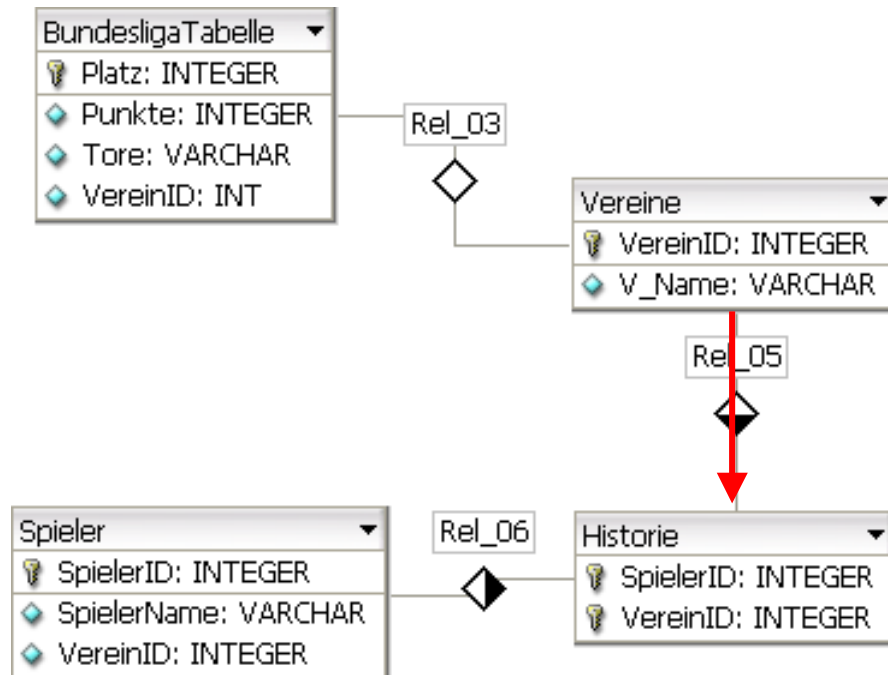 BundesligaTabelle
Platz: INTEGER
Punkte: INTEGER
Tore: VARCHAR
VereinID: INT
Rel_03
Vereine
VereinID: INTEGER
V_Name: VARCHAR
Rel_05
Spieler
SpielerID: INTEGER
SpielerName: VARCHAR
VereinID: INTEGER
Rel_06
Historie
SpielerID: INTEGER
VereinID: INTEGER